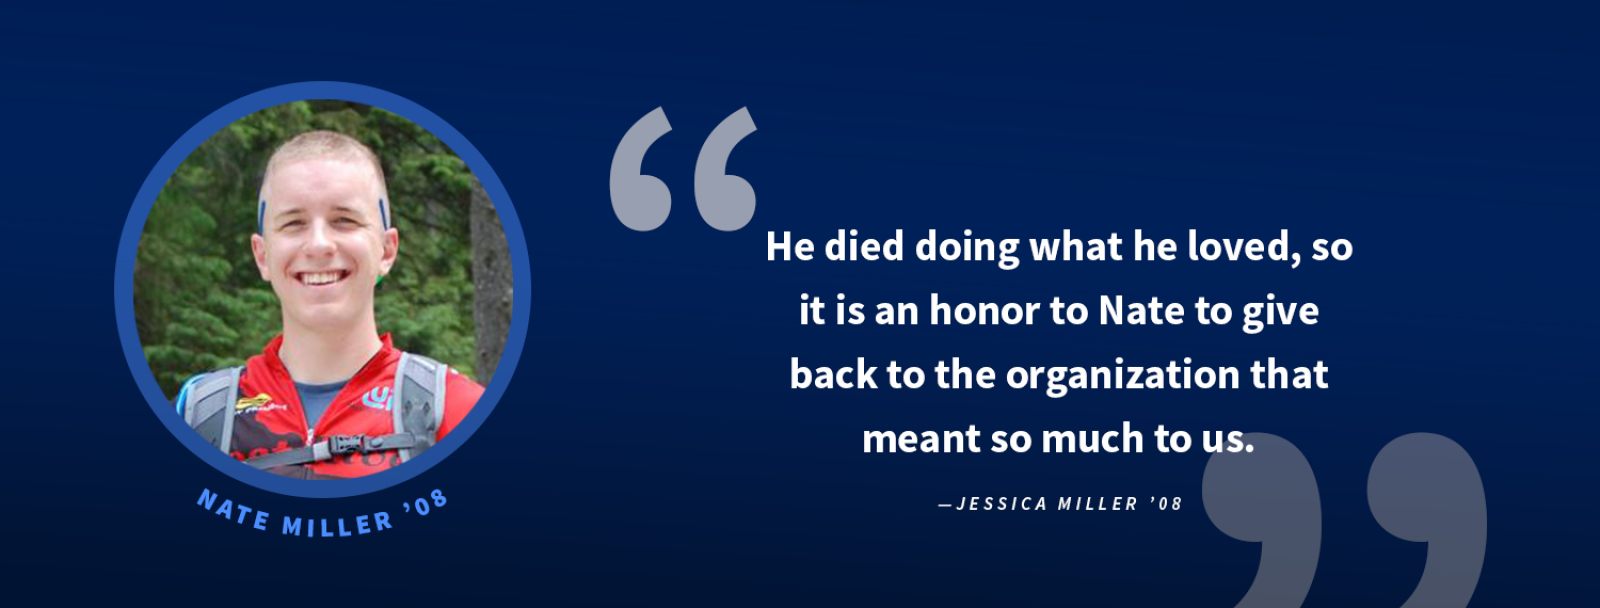 He died doing what he loved, so
it is an honor to Nate to give
back to the organization that
meant so much to us.
—JESSICA MILLER ’08
NATE MILLER ’08